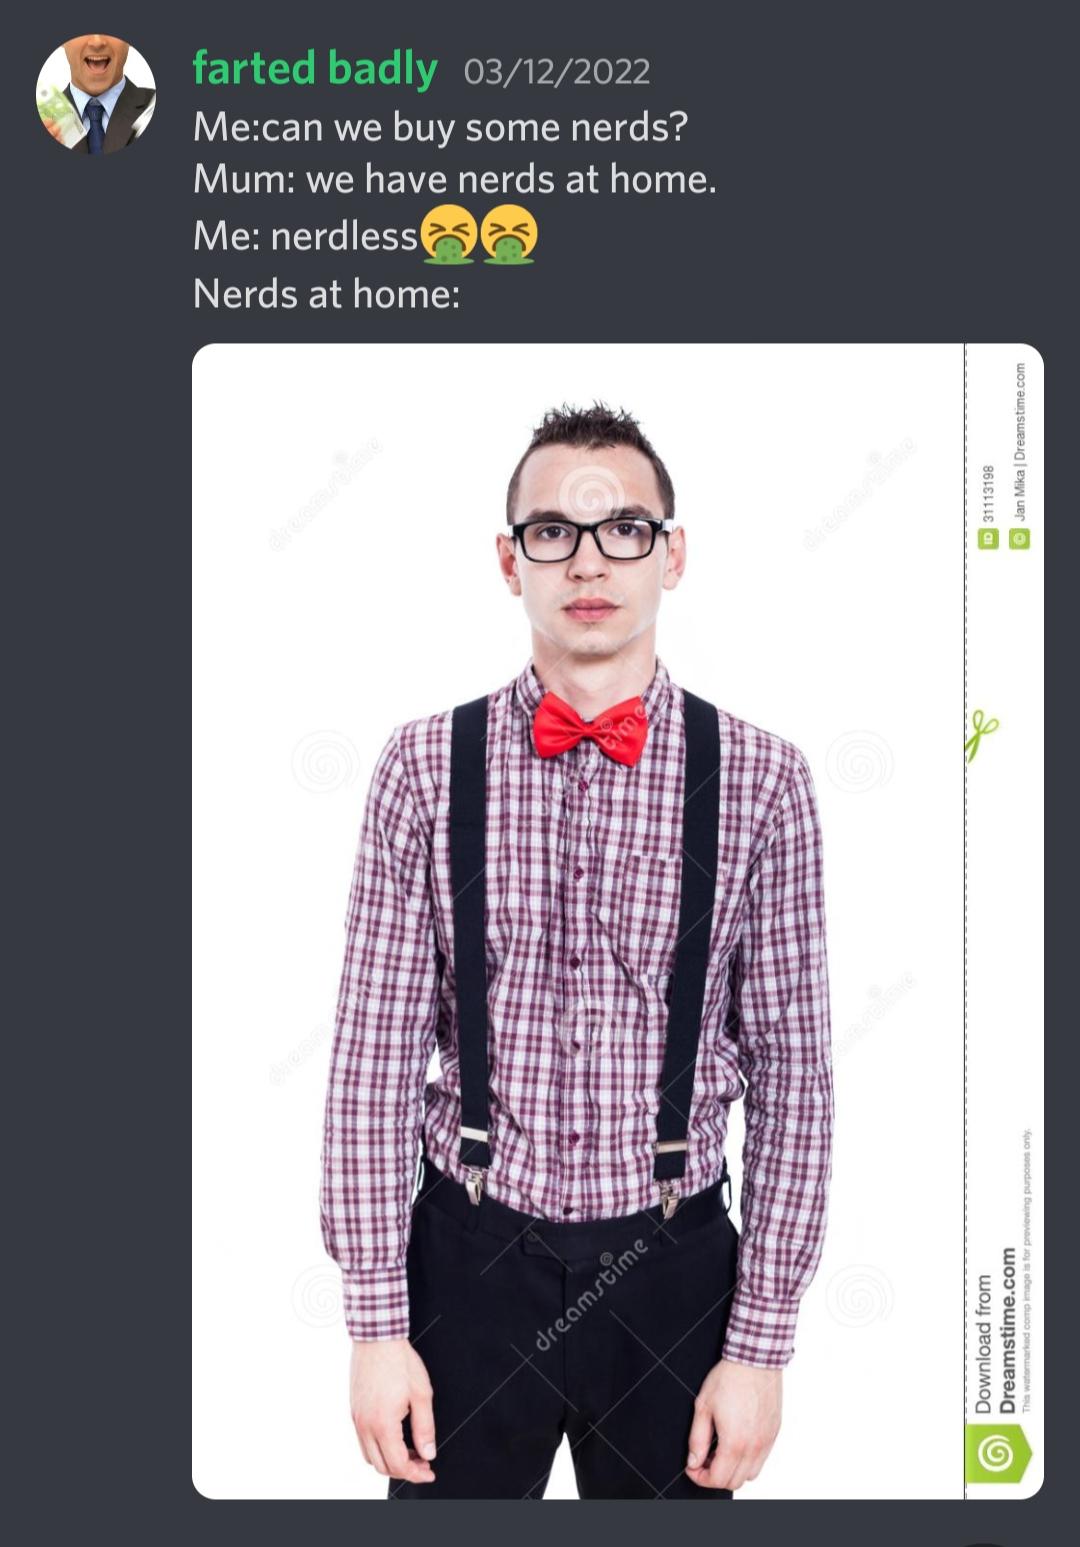 farted badly 03/12/2022
Me:can we buy some nerds?
Mum: we have nerds at home.
Me: nerdless🤮🤮
Nerds at home:
dreamstime
dreamstime
time
dreamstime
dreamstime
dreamstime
ID 31113198
© Jan Mika | Dreamstime.com
Download from
Dreamstime.com
This watermarked comp image is for previewing purposes only.